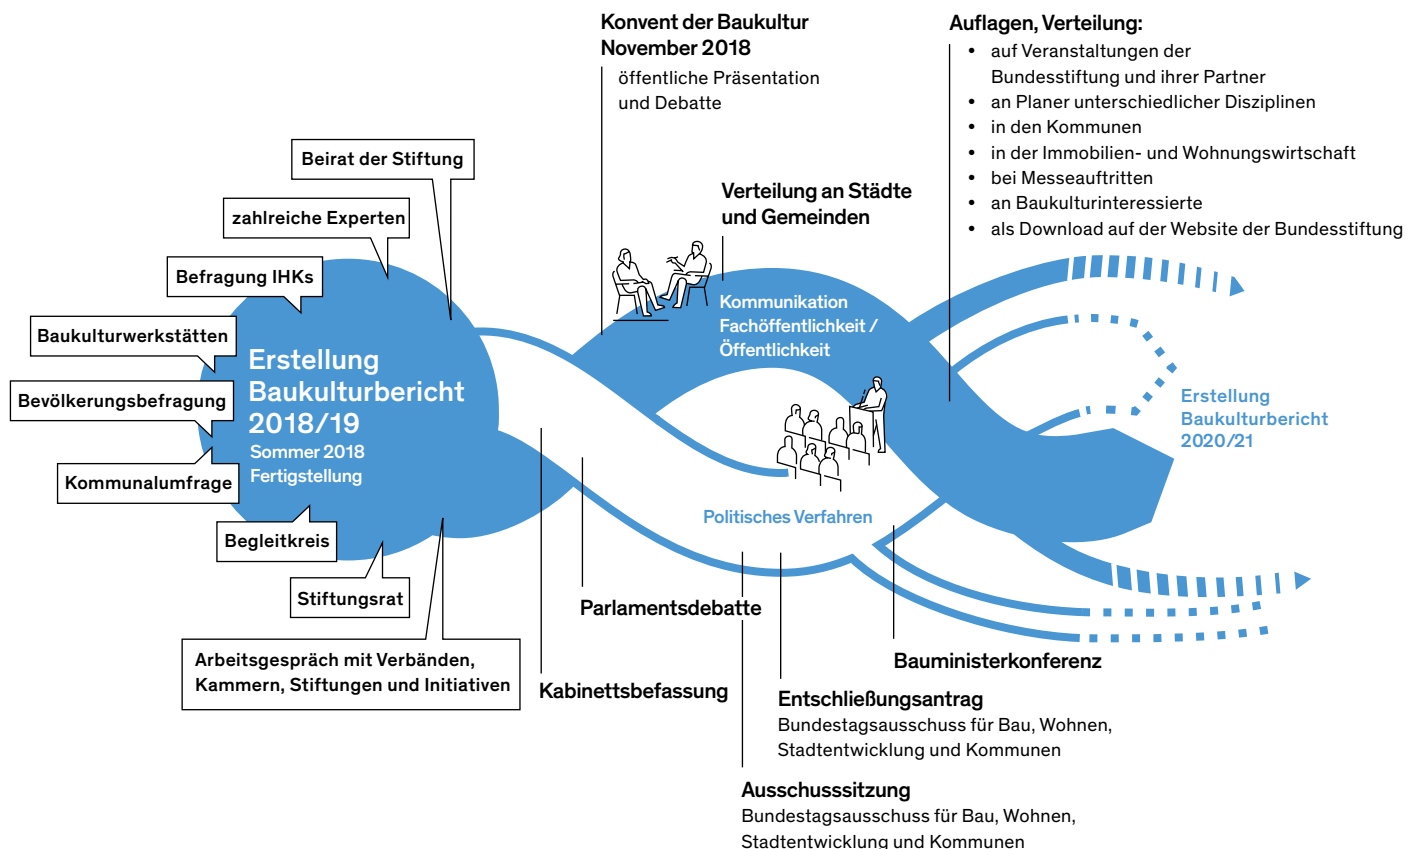 Konvent der Baukultur
November 2018
öffentliche Präsentation
und Debatte
Auflagen, Verteilung:
• auf Veranstaltungen der
Bundesstiftung und ihrer Partner
• an Planer unterschiedlicher Disziplinen
• in den Kommunen
• in der Immobilien- und Wohnungswirtschaft
• bei Messeauftritten
• an Baukulturinteressierte
• als Download auf der Website der Bundesstiftung
Verteilung an Städte
und Gemeinden
Beirat der Stiftung
zahlreiche Experten
Befragung IHKs
Baukulturwerkstätten
Bevölkerungsbefragung
Kommunalumfrage
Begleitkreis
Stiftungsrat
Arbeitsgespräch mit Verbänden,
Kammern, Stiftungen und Initiativen
Erstellung
Baukulturbericht
2018/19
Sommer 2018
Fertigstellung
Kommunikation
Fachöffentlichkeit /
Öffentlichkeit
Erstellung
Baukulturbericht
2020/21
Politisches Verfahren
Parlamentsdebatte
Kabinettsbefassung
Bauministerkonferenz
Entschließungsantrag
Bundestagsausschuss für Bau, Wohnen,
Stadtentwicklung und Kommunen
Ausschusssitzung
Bundestagsausschuss für Bau, Wohnen,
Stadtentwicklung und Kommunen